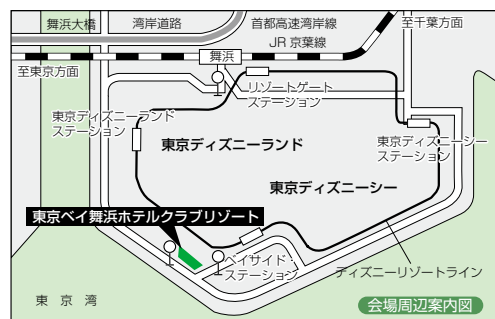 舞浜大橋
湾岸道路
首都高速湾岸線
至千葉方面
JR 京葉線
舞浜
至東京方面
リゾートゲート
ステーション
東京ディズニーランド
ステーション
東京ディズニーランド
東京ディズニーシー
ステーション
東京ディズニーシー
東京ベイ舞浜ホテルクラブリゾート
ベイサイド・
ステーション
ディズニーリゾートライン
東京湾
会場周辺案内図